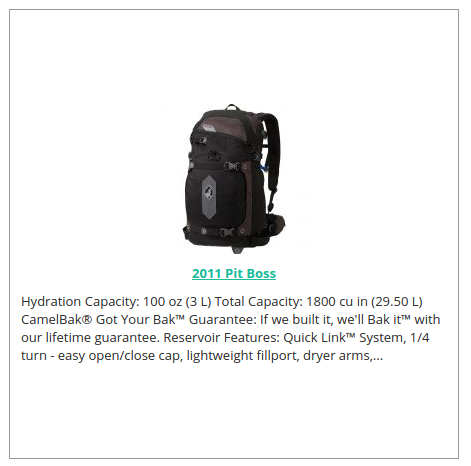 2011 Pit Boss
Hydration Capacity: 100 oz (3 L) Total Capacity: 1800 cu in (29.50 L)
CamelBak® Got Your Bak™ Guarantee: If we built it, we'll Bak it™ with
our lifetime guarantee. Reservoir Features: Quick Link™ System, 1/4
turn - easy open/close cap, lightweight fillport, dryer arms,...